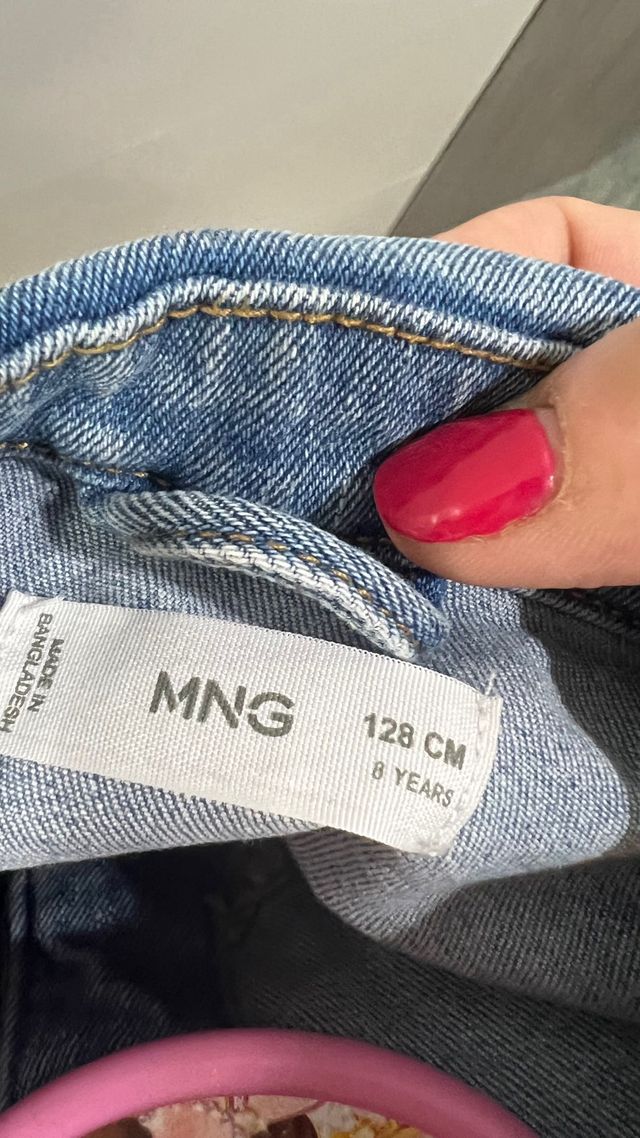 MADE IN
BANGLADESH
MNG
128 CM
8 YEARS